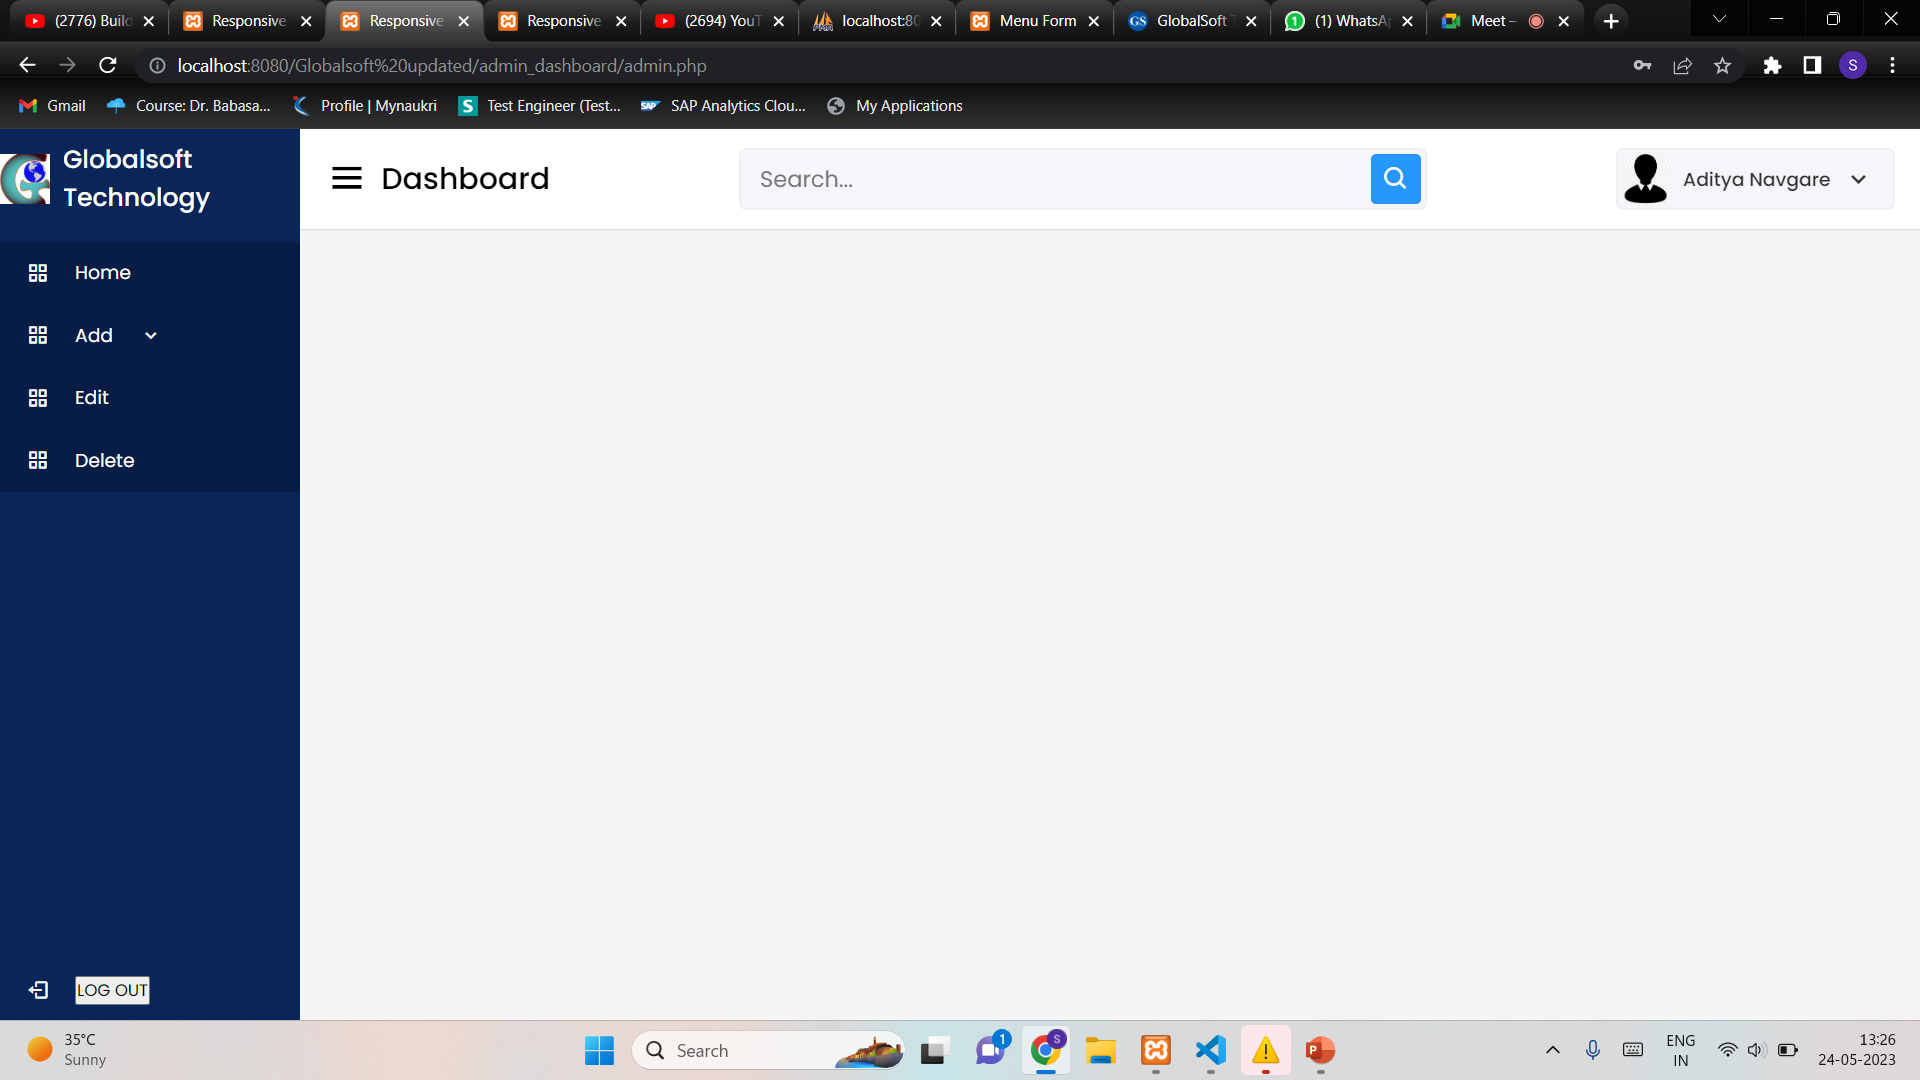 (2776) Build
Responsive
Responsive
Responsive
(2694) YouT
localhost:80
Menu Form
GlobalSoft T
(1) WhatsAp
Meet –
localhost:8080/Globalsoft%20updated/admin_dashboard/admin.php
S
Gmail
Course: Dr. Babasa...
Profile | Mynaukri
Test Engineer (Test...
SAP Analytics Clou...
My Applications
Globalsoft
Technology
Dashboard
Search...
Aditya Navgare
Home
Add
Edit
Delete
LOG OUT
35°C
Sunny
Search
1
S
ENG
IN
13:26
24-05-2023